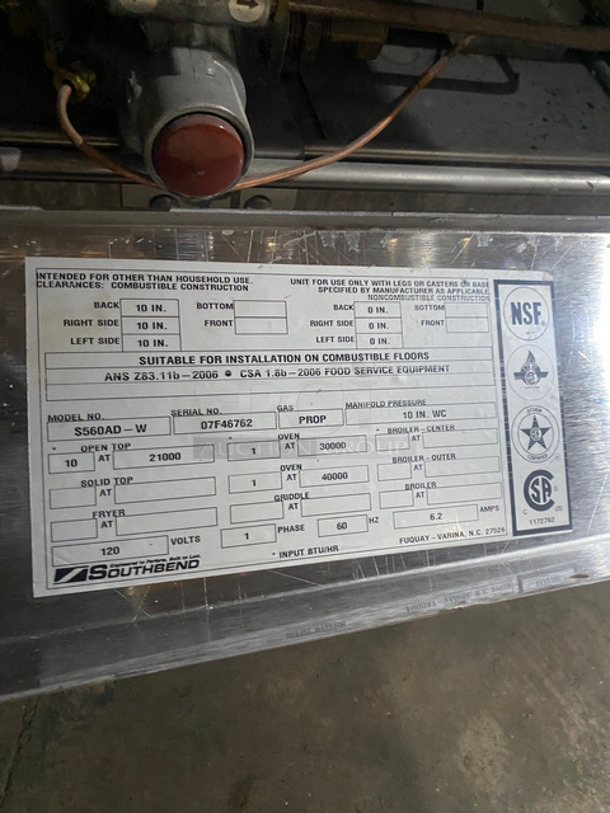 INTENDED FOR OTHER THAN HOUSEHOLD USE. UNIT FOR USE ONLY WITH LEGS OR CASTERS OR BASE
CLEARANCES: COMBUSTIBLE CONSTRUCTION SPECIFIED BY MANUFACTURER AS APPLICABLE.
NONCOMBUSTIBLE CONSTRUCTION
BACK 10 IN. BOTTOM BACK 0 IN. BOTTOM
RIGHT SIDE 10 IN. FRONT RIGHT SIDE 0 IN. FRONT
LEFT SIDE 10 IN. LEFT SIDE 0 IN.
SUITABLE FOR INSTALLATION ON COMBUSTIBLE FLOORS
ANS Z83.11b-2006 • CSA 1.8b-2006 FOOD SERVICE EQUIPMENT
MODEL NO. SERIAL NO. GAS MANIFOLD PRESSURE
S560AD-W 07F46762 PROP 10 IN. WC
OPEN TOP OVEN BROILER-CENTER
10 AT 21000 1 AT 30000 AT
SOLID TOP OVEN BROILER-OUTER
AT 1 AT 40000 AT
FRYER GRIDDLE BROILER
AT AT AT
120 VOLTS 1 PHASE 60 HZ 6.2 AMPS
* INPUT BTU/HR FUQUAY-VARINA, N.C. 27526
SOUTHBEND
NSF
C US
1172762
AUCTION GROUP